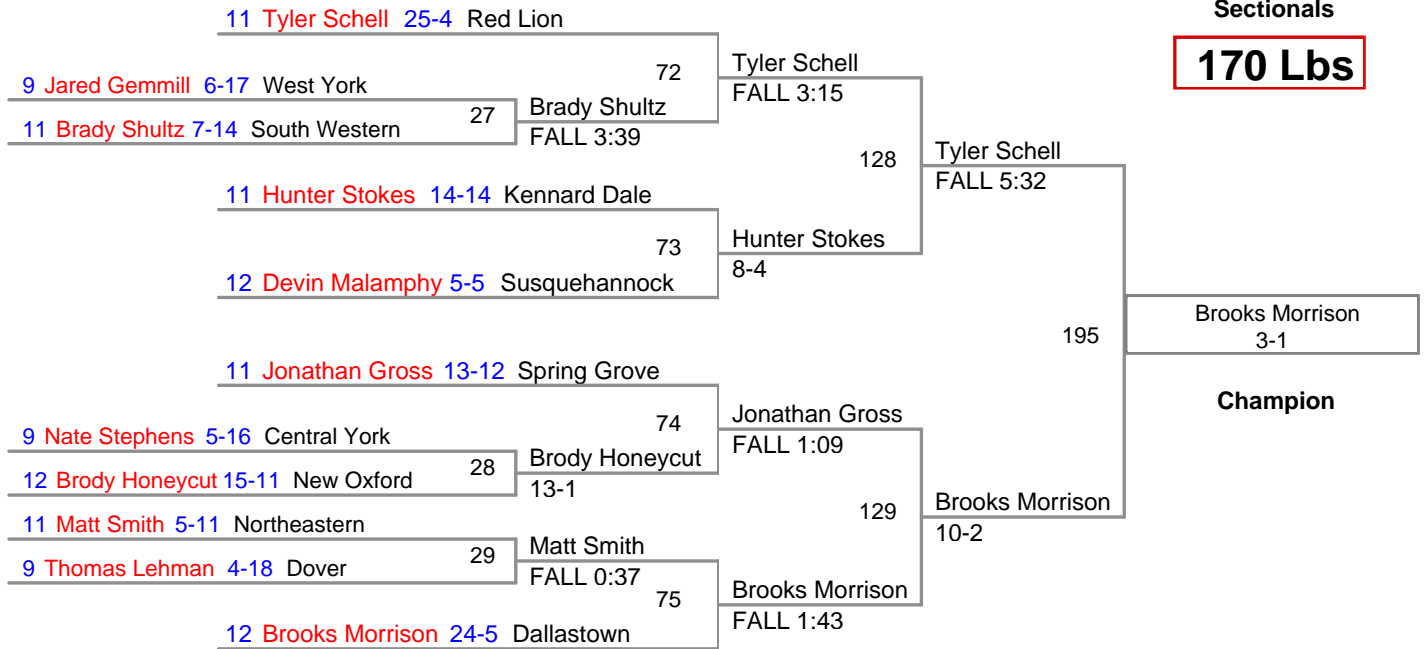 Sectionals
170 Lbs
11 Tyler Schell 25-4 Red Lion
72
Tyler Schell
FALL 3:15
9 Jared Gemmill 6-17 West York
27
Brady Shultz
FALL 3:39
11 Brady Shultz 7-14 South Western
128
Tyler Schell
FALL 5:32
11 Hunter Stokes 14-14 Kennard Dale
73
Hunter Stokes
8-4
12 Devin Malamphy 5-5 Susquehannock
195
Brooks Morrison
3-1
Champion
11 Jonathan Gross 13-12 Spring Grove
74
Jonathan Gross
FALL 1:09
9 Nate Stephens 5-16 Central York
28
Brody Honeycut
13-1
12 Brody Honeycut 15-11 New Oxford
129
Brooks Morrison
10-2
11 Matt Smith 5-11 Northeastern
29
Matt Smith
FALL 0:37
9 Thomas Lehman 4-18 Dover
75
Brooks Morrison
FALL 1:43
12 Brooks Morrison 24-5 Dallastown